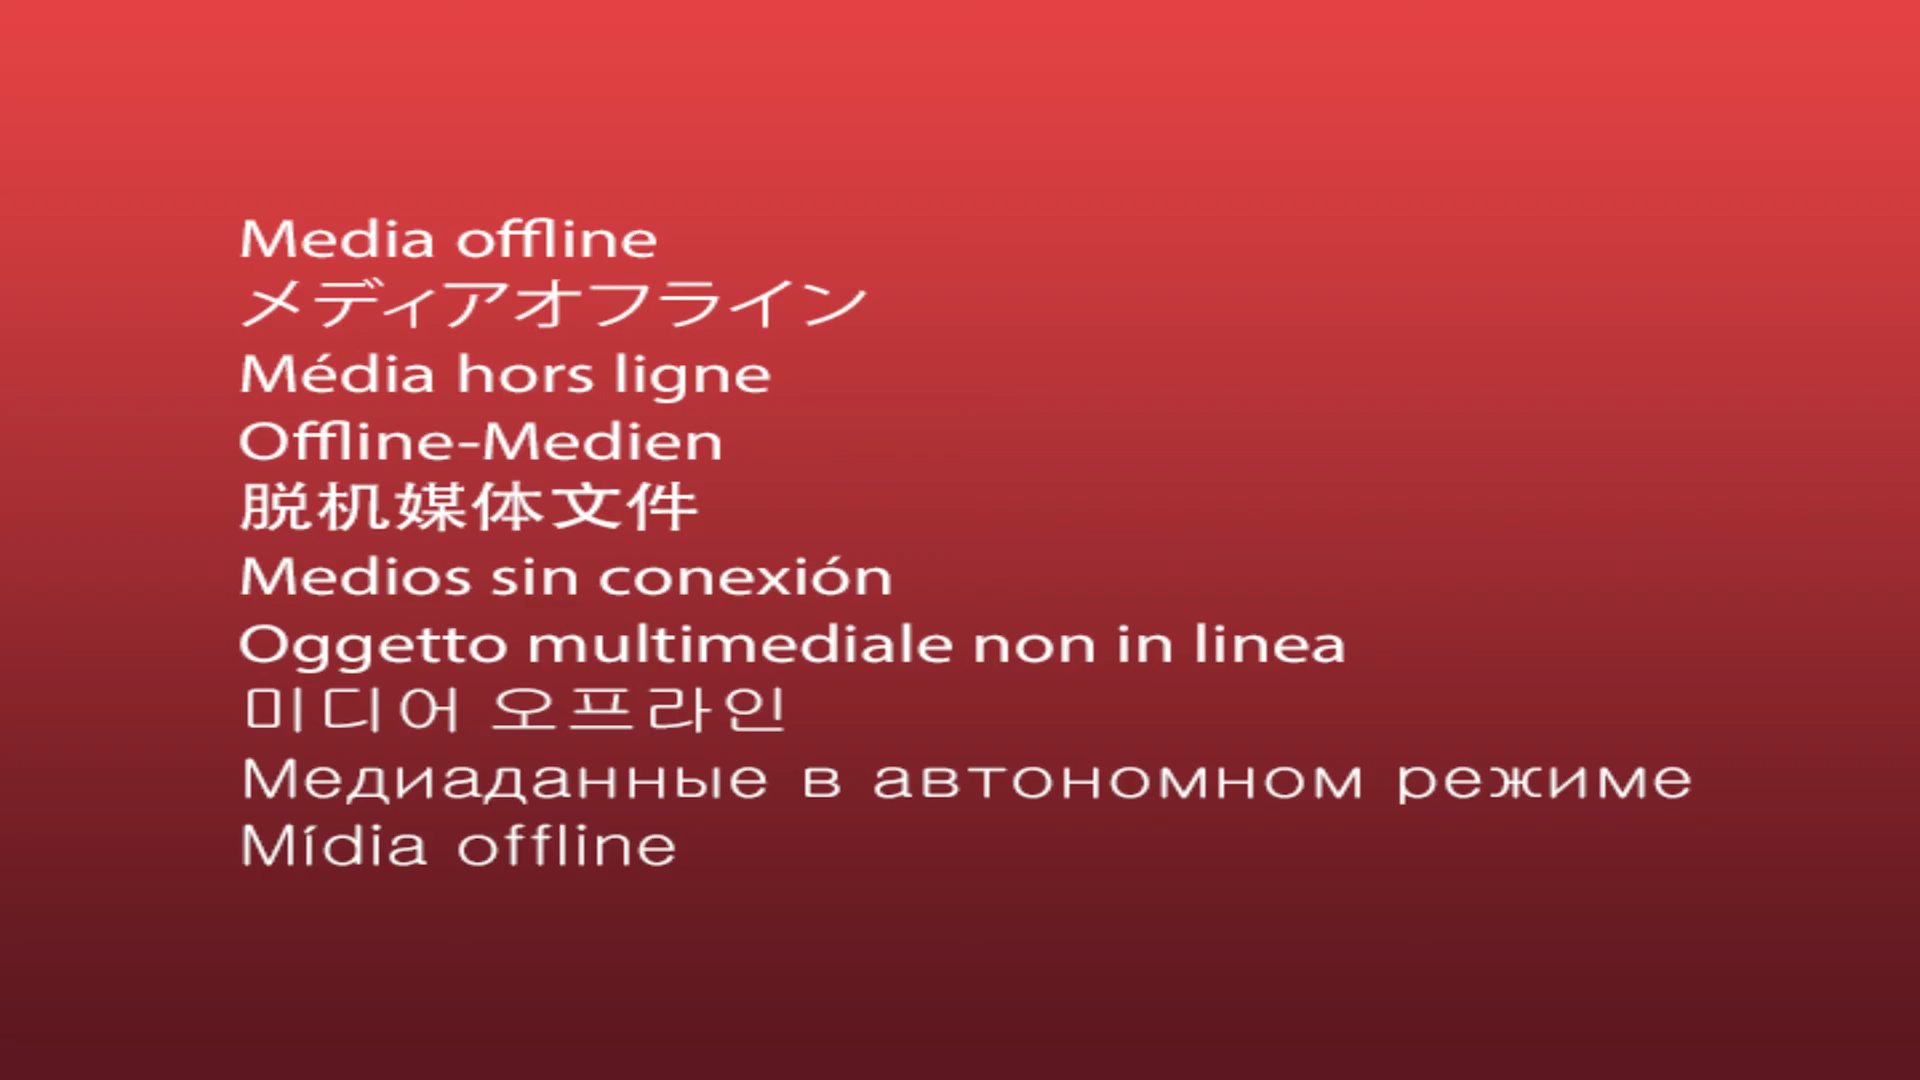 Media offline
メディアオフライン
Média hors ligne
Offline-Medien
脱机媒体文件
Medios sin conexión
Oggetto multimediale non in linea
미디어 오프라인
Медиаданные в автономном режиме
Mídia offline